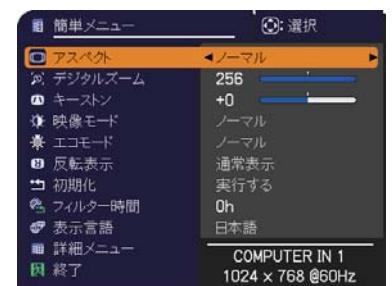 簡単メニュー :選択
アスペクト ノーマル
デジタルズーム 256
キーストン +0
映像モード ノーマル
エコモード ノーマル
反転表示 通常表示
初期化 実行する
フィルター時間 0h
表示言語 日本語
詳細メニュー COMPUTER IN 1
終了 1024 × 768 @60Hz